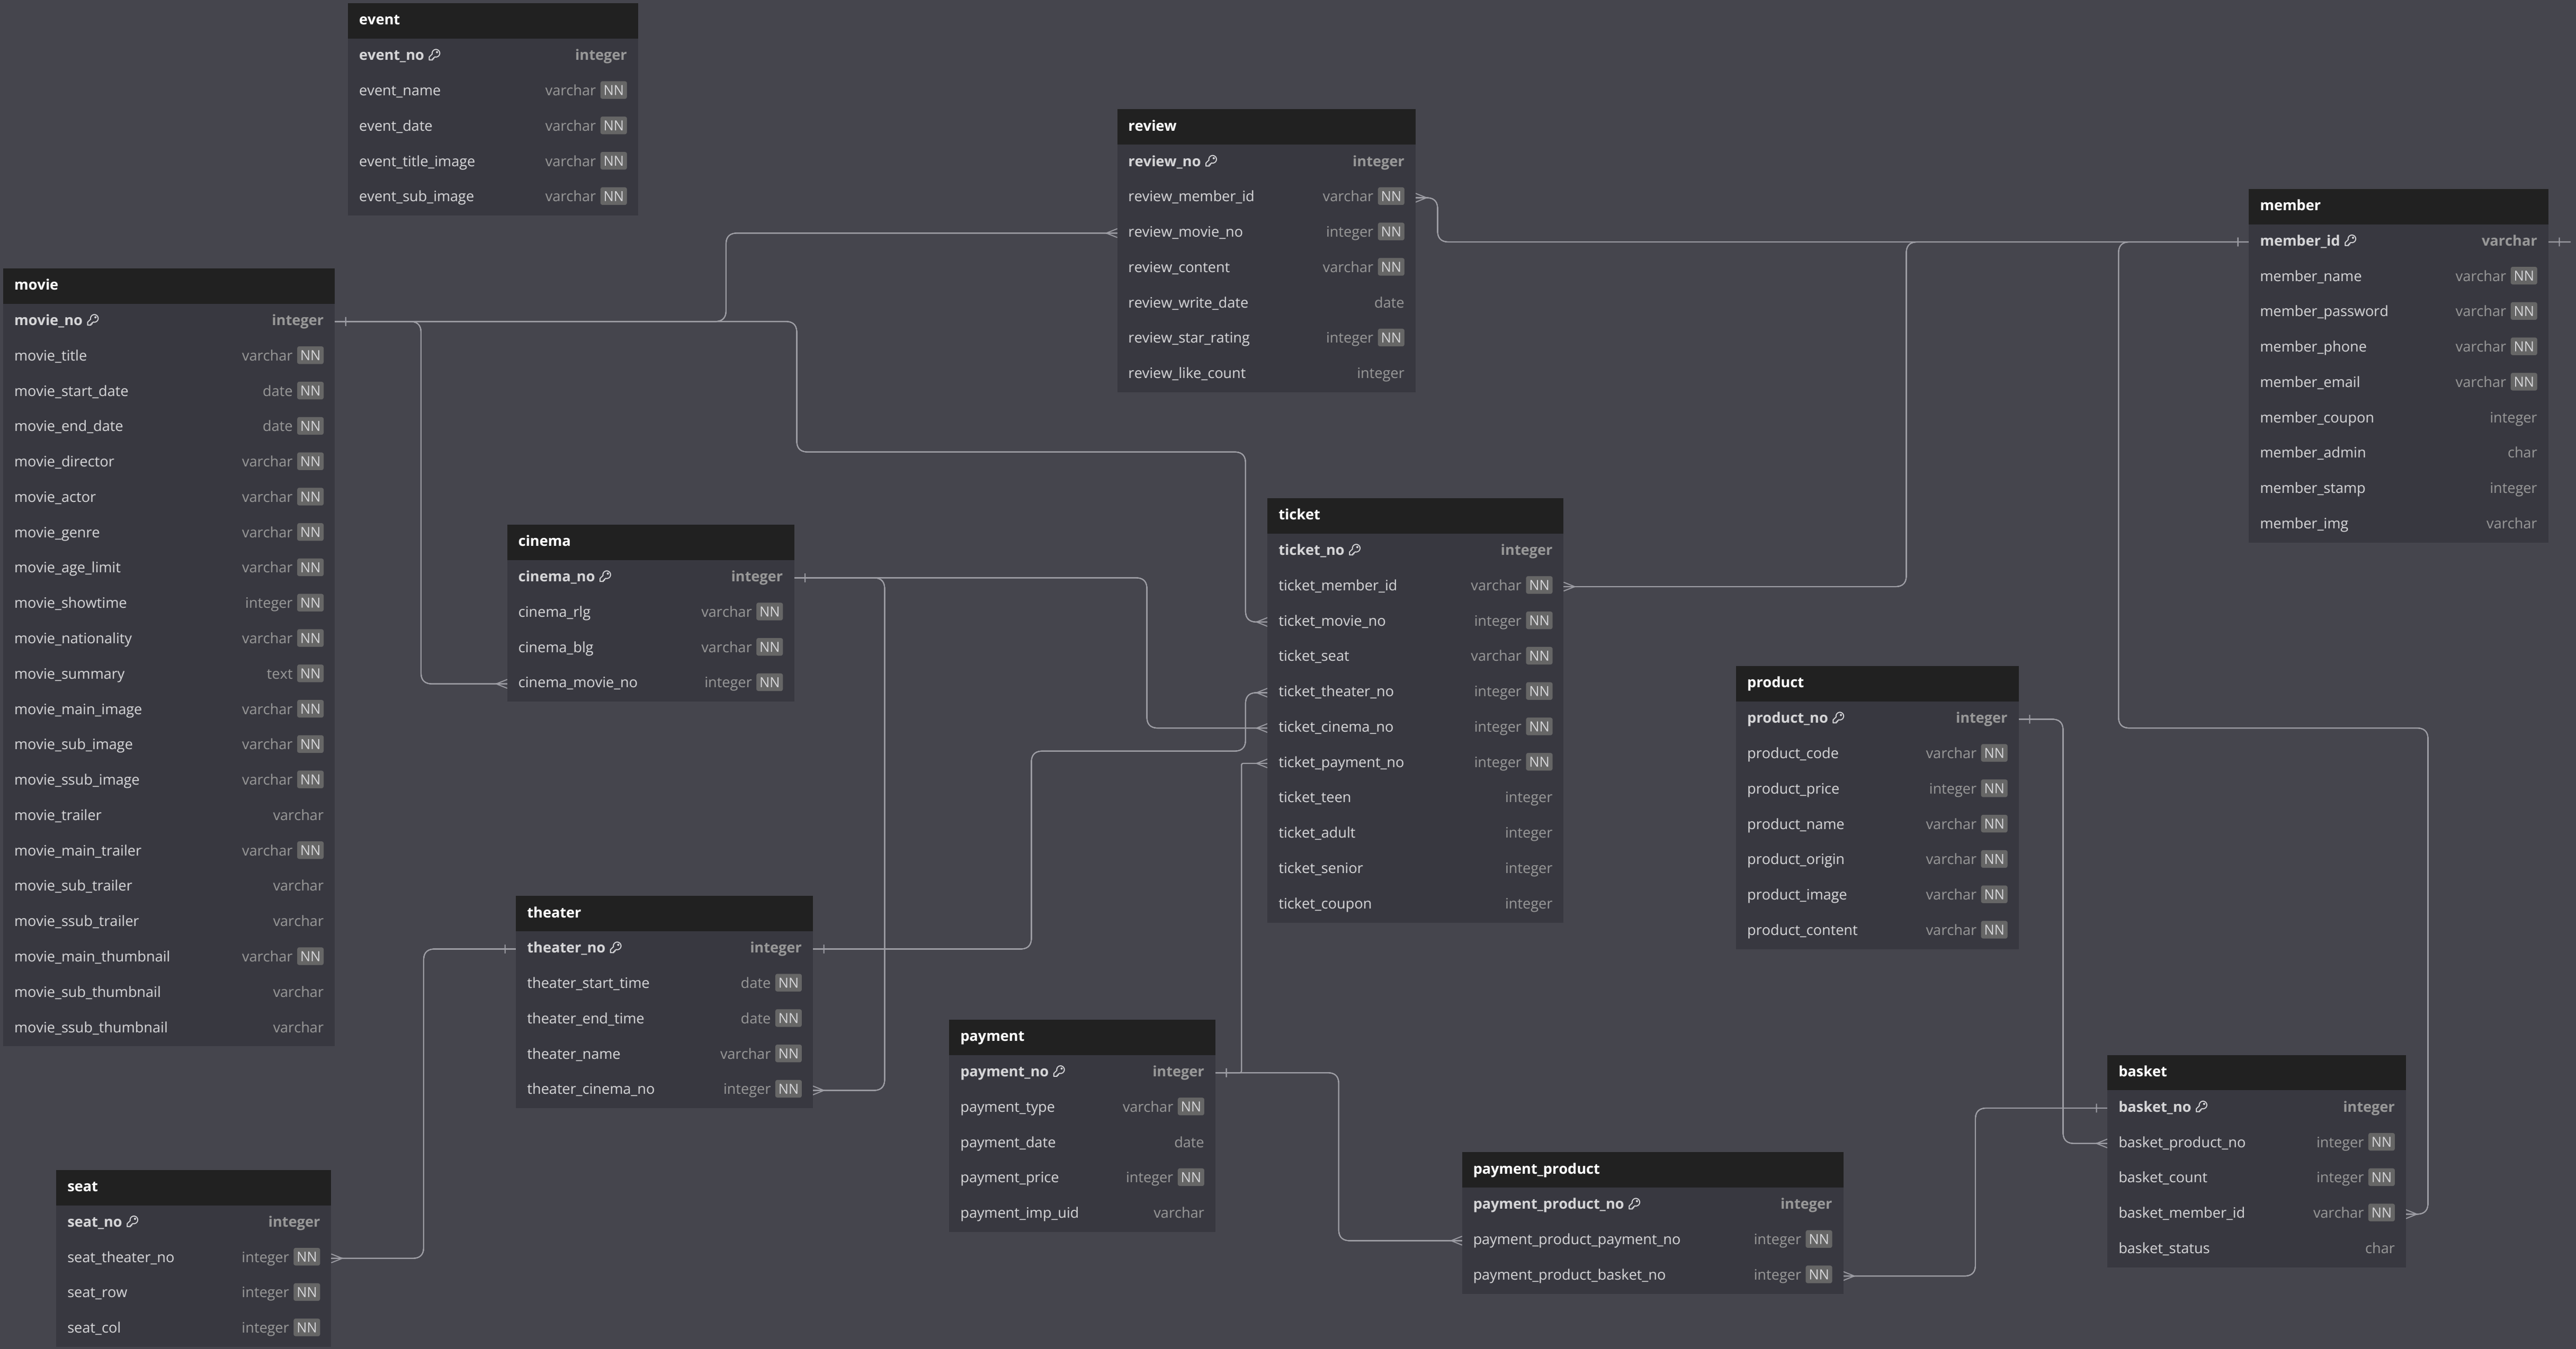 event
event_no integer
event_name varchar NN
event_date varchar NN
event_title_image varchar NN
event_sub_image varchar NN
review
review_no integer
review_member_id varchar NN
review_movie_no integer NN
review_content varchar NN
review_write_date date
review_star_rating integer NN
review_like_count integer
member
member_id varchar
member_name varchar NN
member_password varchar NN
member_phone varchar NN
member_email varchar NN
member_coupon integer
member_admin char
member_stamp integer
member_img varchar
movie
movie_no integer
movie_title varchar NN
movie_start_date date NN
movie_end_date date NN
movie_director varchar NN
movie_actor varchar NN
movie_genre varchar NN
movie_age_limit varchar NN
movie_showtime integer NN
movie_nationality varchar NN
movie_summary text NN
movie_main_image varchar NN
movie_sub_image varchar NN
movie_ssub_image varchar NN
movie_trailer varchar
movie_main_trailer varchar NN
movie_sub_trailer varchar
movie_ssub_trailer varchar
movie_main_thumbnail varchar NN
movie_sub_thumbnail varchar
movie_ssub_thumbnail varchar
cinema
cinema_no integer
cinema_rlg varchar NN
cinema_blg varchar NN
cinema_movie_no integer NN
ticket
ticket_no integer
ticket_member_id varchar NN
ticket_movie_no integer NN
ticket_seat varchar NN
ticket_theater_no integer NN
ticket_cinema_no integer NN
ticket_payment_no integer NN
ticket_teen integer
ticket_adult integer
ticket_senior integer
ticket_coupon integer
product
product_no integer
product_code varchar NN
product_price integer NN
product_name varchar NN
product_origin varchar NN
product_image varchar NN
product_content varchar NN
theater
theater_no integer
theater_start_time date NN
theater_end_time date NN
theater_name varchar NN
theater_cinema_no integer NN
payment
payment_no integer
payment_type varchar NN
payment_date date
payment_price integer NN
payment_imp_uid varchar
basket
basket_no integer
basket_product_no integer NN
basket_count integer NN
basket_member_id varchar NN
basket_status char
payment_product
payment_product_no integer
payment_product_payment_no integer NN
payment_product_basket_no integer NN
seat
seat_no integer
seat_theater_no integer NN
seat_row integer NN
seat_col integer NN